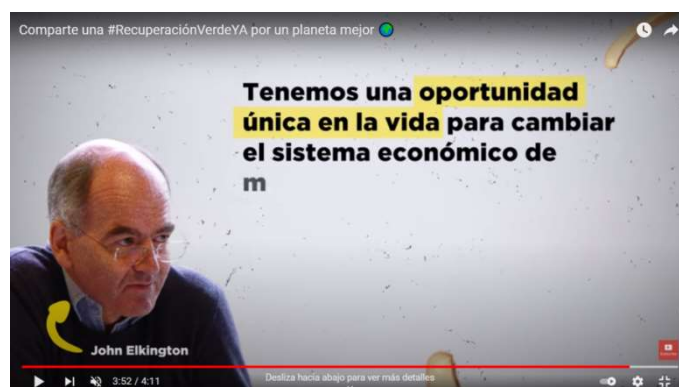 Comparte una #RecuperaciónVerdeYA por un planeta mejor
Tenemos una oportunidad
única en la vida para cambiar
el sistema económico de
m
John Elkington
3:52 / 4:11
Desliza hacia abajo para ver más detalles